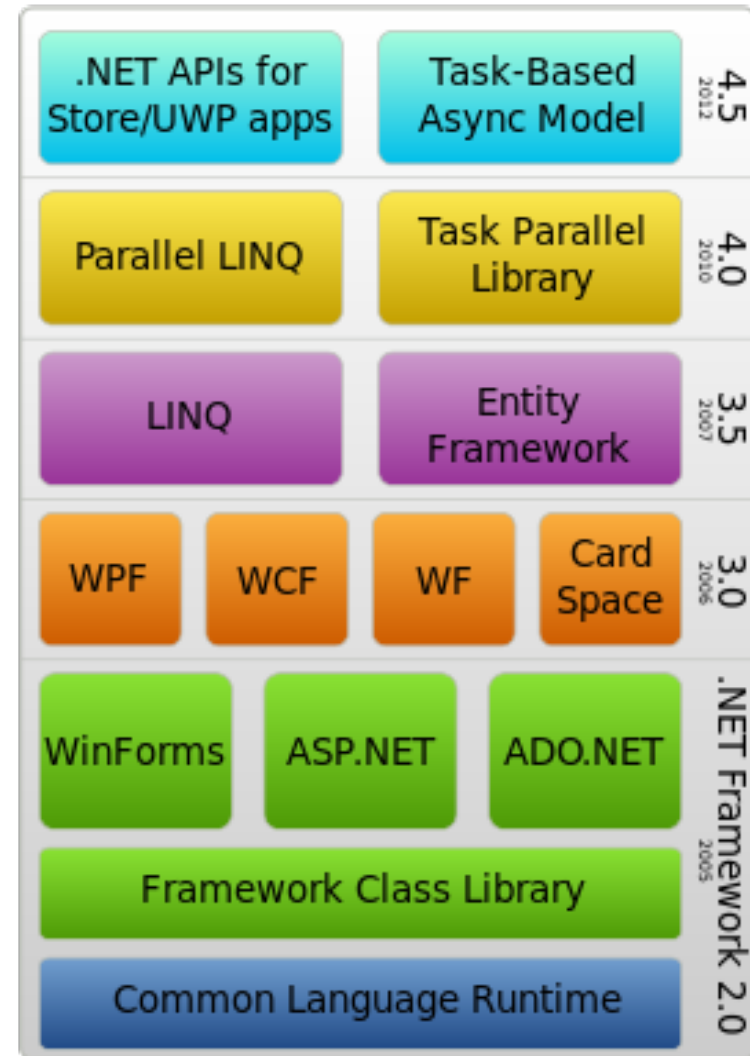 .NET APIs for
Store/UWP apps
Task-Based
Async Model
4.5
2012
Parallel LINQ
Task Parallel
Library
4.0
2010
LINQ
Entity
Framework
3.5
2007
WPF
WCF
WF
Card
Space
3.0
2006
WinForms
ASP.NET
ADO.NET
Framework Class Library
Common Language Runtime
.NET Framework 2.0
2005